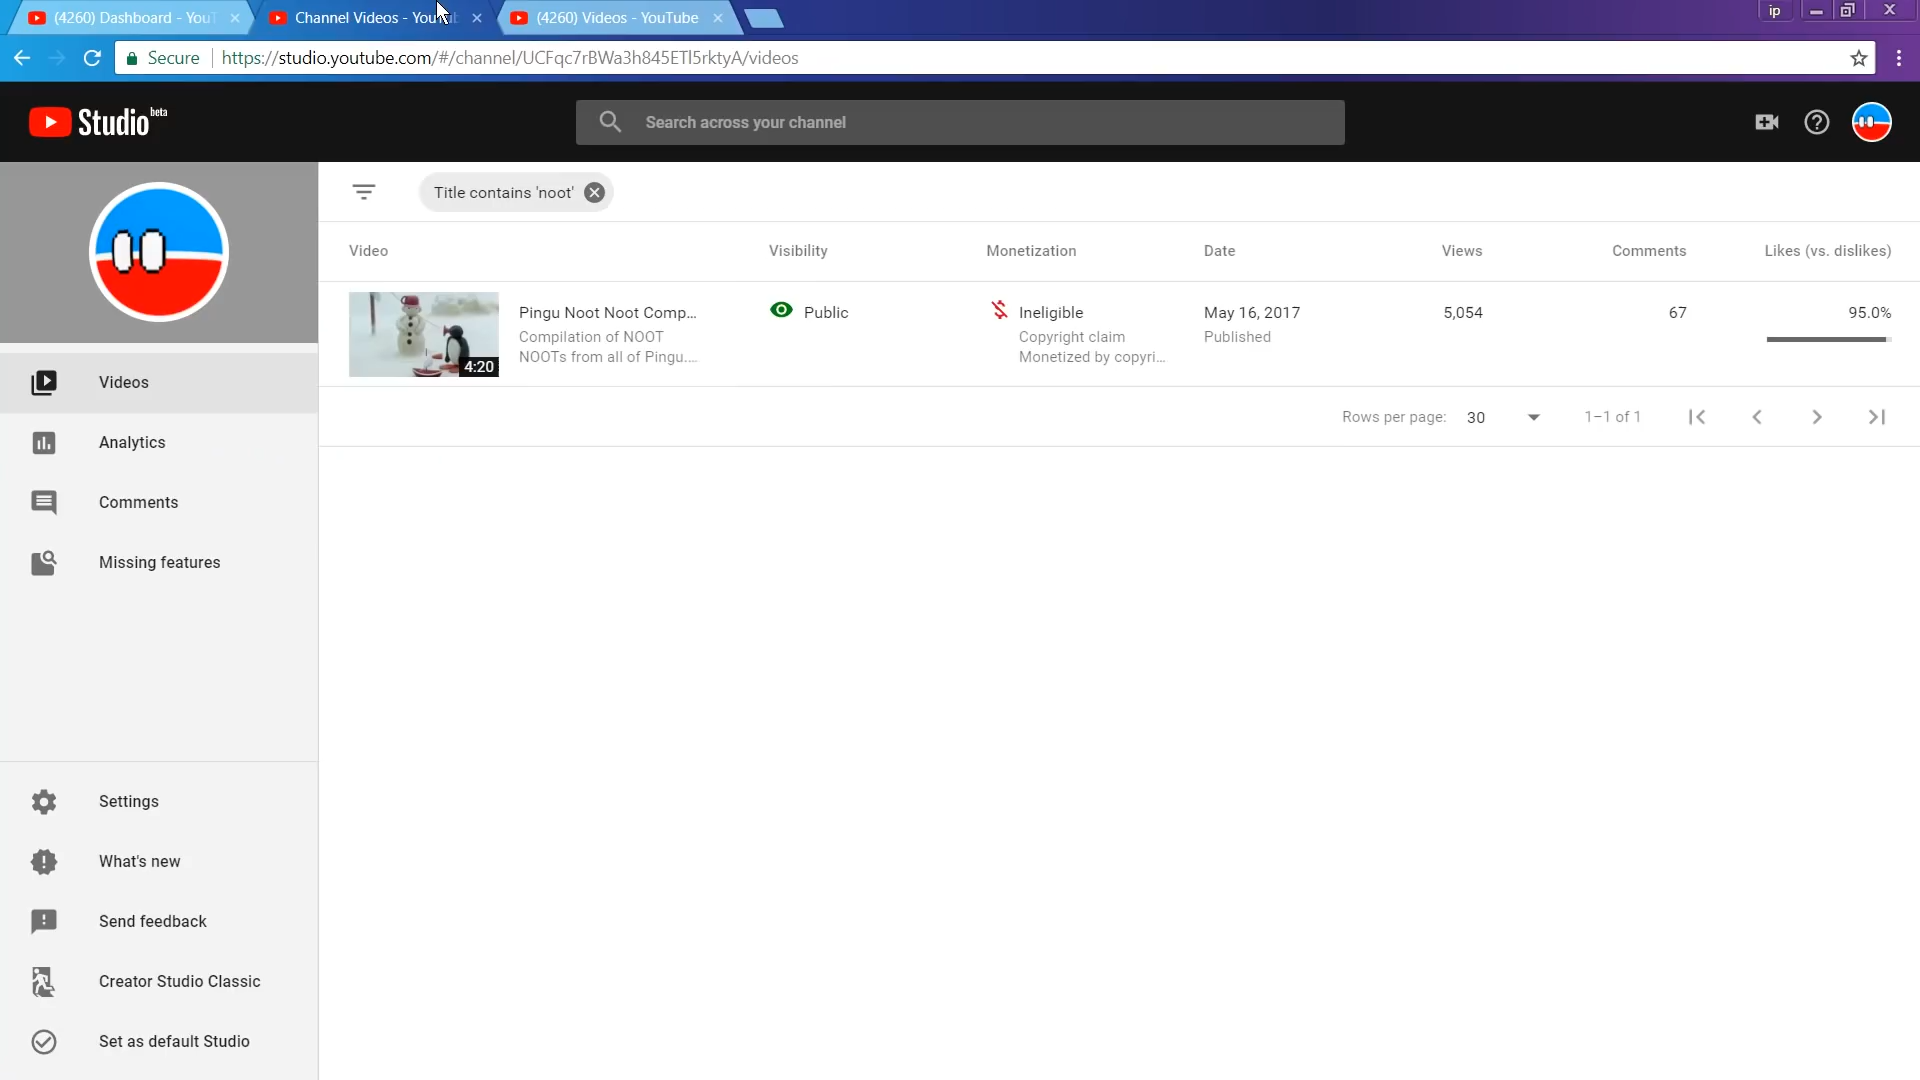 (4260) Dashboard - YouT
Channel Videos - YouTub
(4260) Videos - YouTube
ip
Secure
https://studio.youtube.com/#/channel/UCFqc7rBWa3h845ETl5rktyA/videos
Studio beta
Search across your channel
Title contains 'noot'
Video Visibility Monetization Date Views Comments Likes (vs. dislikes)
Pingu Noot Noot Comp... Public Ineligible May 16, 2017 5,054 67 95.0%
Compilation of NOOT Copyright claim Published
NOOTs from all of Pingu.... Monetized by copyri...
4:20
Rows per page: 30 1–1 of 1
Videos
Analytics
Comments
Missing features
Settings
What's new
Send feedback
Creator Studio Classic
Set as default Studio